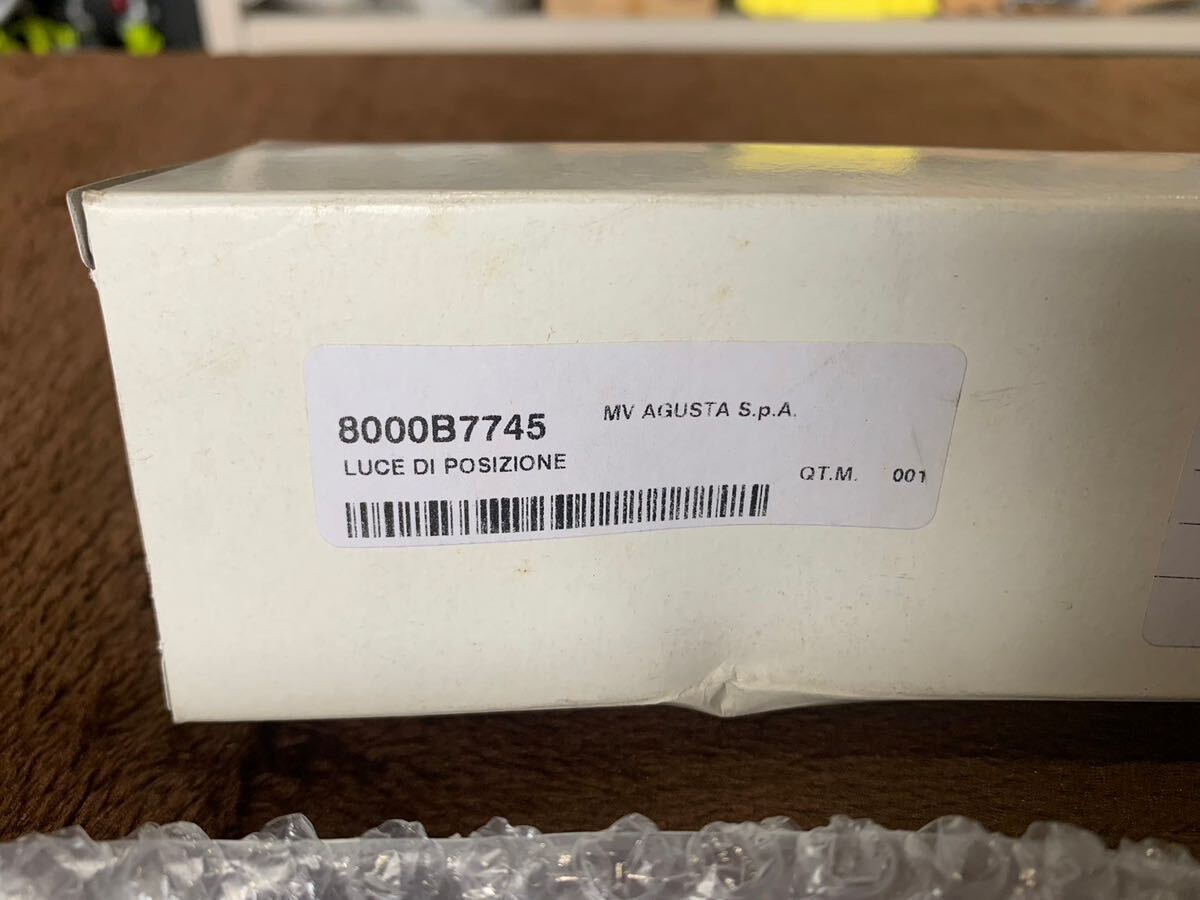 8000B7745 MV AGUSTA S.p.A.
LUCE DI POSIZIONE
QT.M. 001